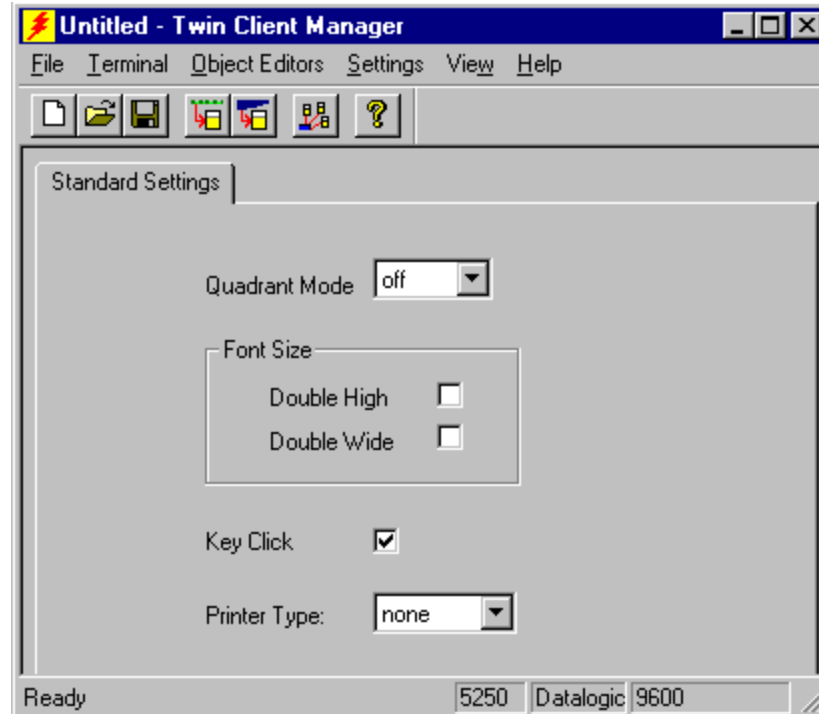 Untitled - Twin Client Manager
File Terminal Object Editors Settings View Help
Standard Settings
Quadrant Mode off
Font Size
Double High
Double Wide
Key Click
Printer Type: none
Ready 5250 Datalogic 9600